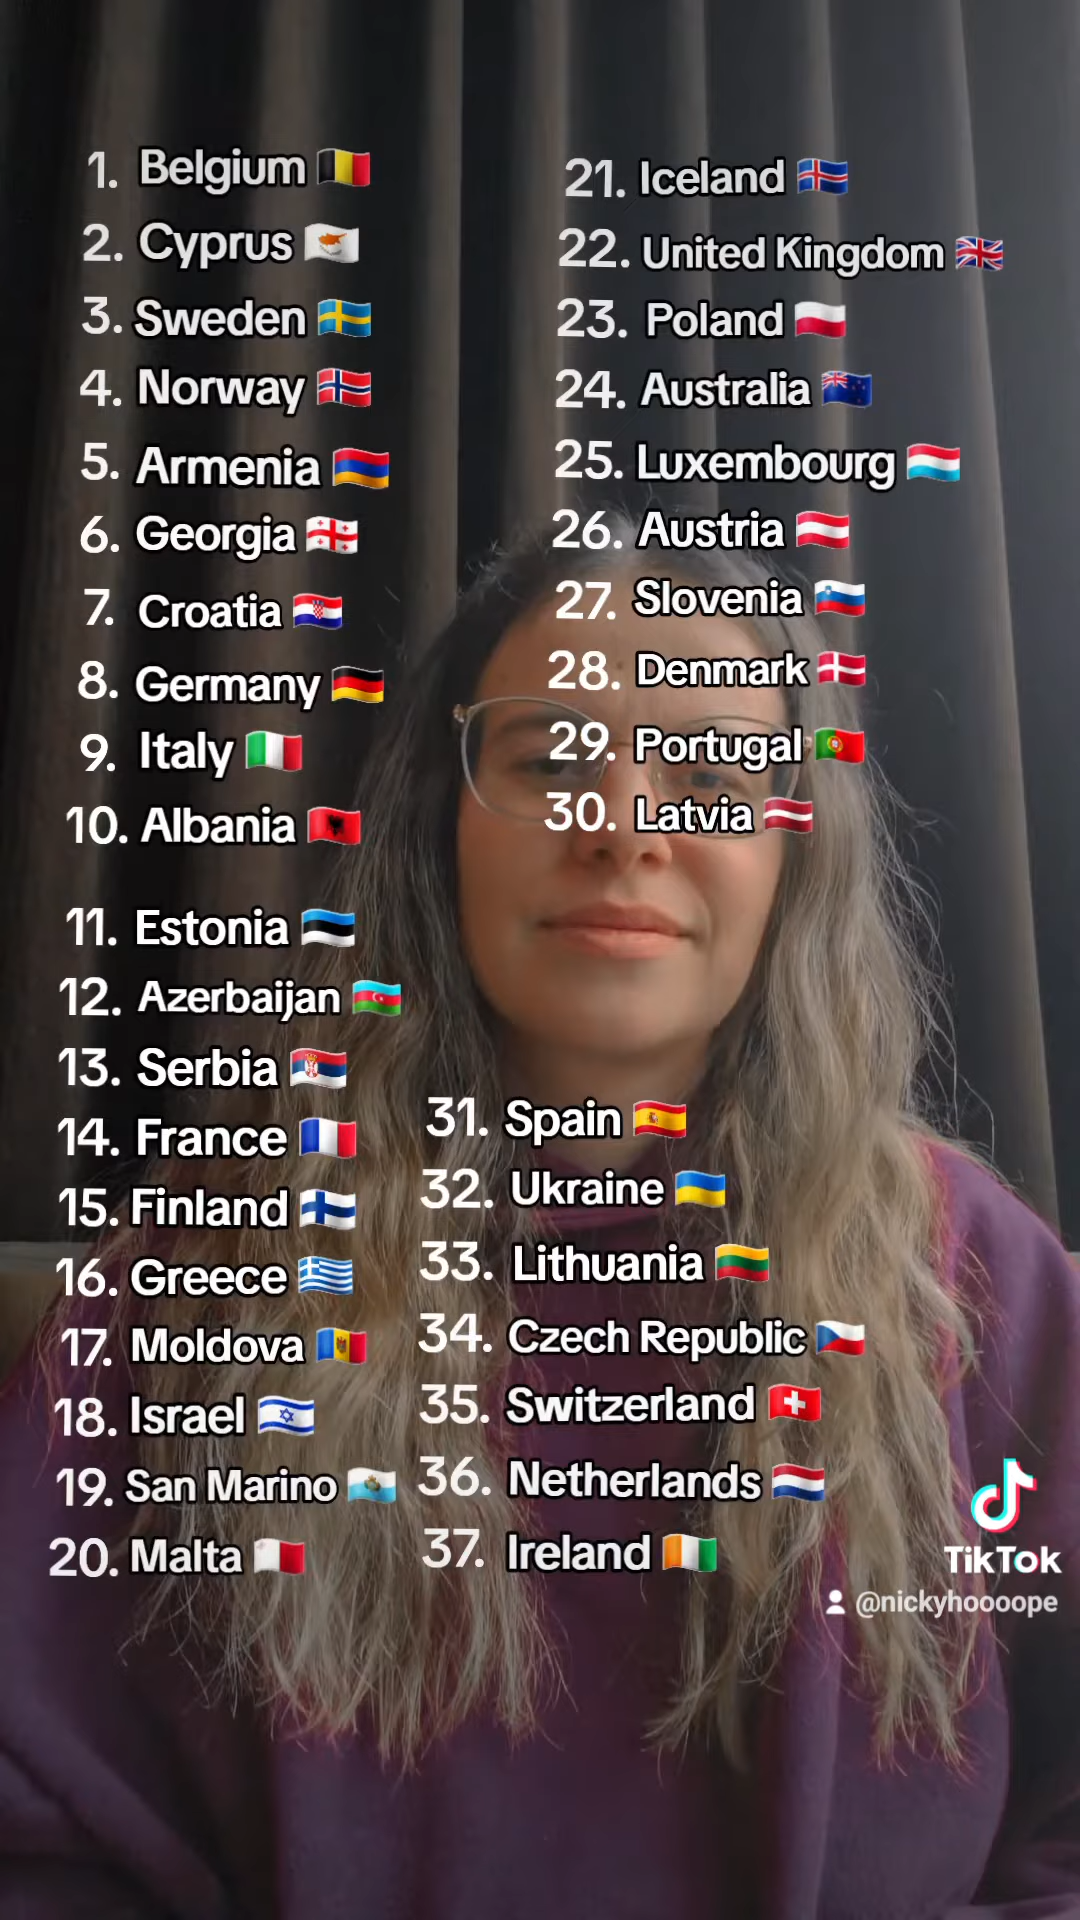 1. Belgium 🇧🇪
2. Cyprus 🇨🇾
3. Sweden 🇸🇪
4. Norway 🇳🇴
5. Armenia 🇦🇲
6. Georgia 🇬🇪
7. Croatia 🇭🇷
8. Germany 🇩🇪
9. Italy 🇮🇹
10. Albania 🇦🇱
11. Estonia 🇪🇪
12. Azerbaijan 🇦🇿
13. Serbia 🇷🇸
14. France 🇫🇷
15. Finland 🇫🇮
16. Greece 🇬🇷
17. Moldova 🇲🇩
18. Israel 🇮🇱
19. San Marino 🇸🇲
20. Malta 🇲🇹
21. Iceland 🇮🇸
22. United Kingdom 🇬🇧
23. Poland 🇵🇱
24. Australia 🇦🇺
25. Luxembourg 🇱🇺
26. Austria 🇦🇹
27. Slovenia 🇸🇮
28. Denmark 🇩🇰
29. Portugal 🇵🇹
30. Latvia 🇱🇻
31. Spain 🇪🇸
32. Ukraine 🇺🇦
33. Lithuania 🇱🇹
34. Czech Republic 🇨🇿
35. Switzerland 🇨🇭
36. Netherlands 🇳🇱
37. Ireland 🇮🇪
TikTok
@nickyhoooope